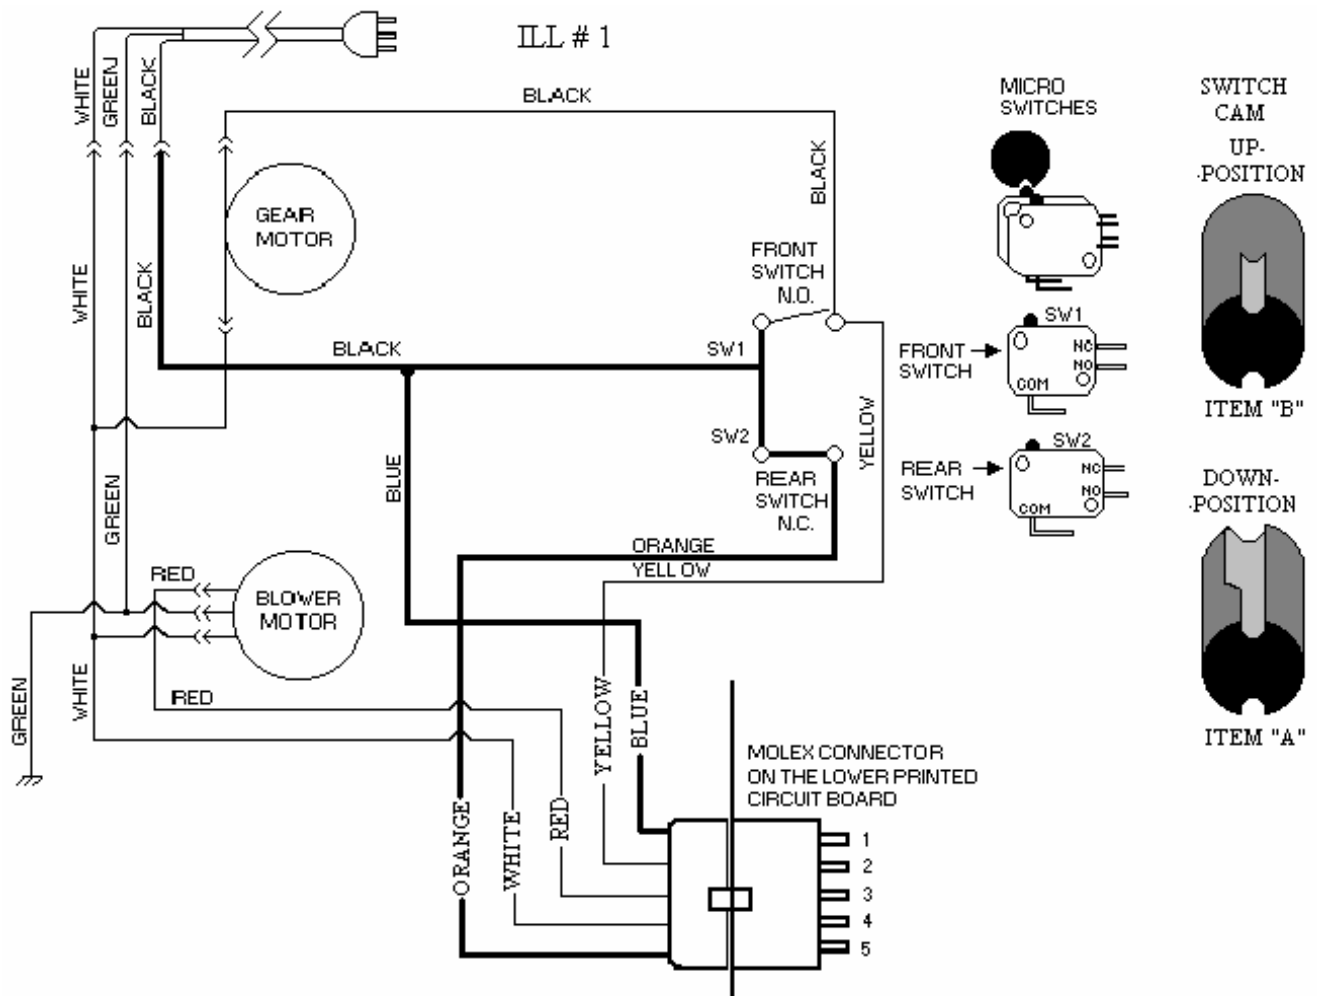 ILL # 1
WHITE
GREEN
BLACK
BLACK
BLACK
MICRO
SWITCHES
SWITCH
CAM
UP-
-POSITION
GEAR
MOTOR
WHITE
BLACK
FRONT
SWITCH
N.O.
BLACK
SW1
SW1
FRONT
SWITCH
NC
NO
COM
ITEM "B"
YELLOW
SW2
BLUE
REAR
SWITCH
N.C.
SW2
REAR
SWITCH
NC
NO
COM
DOWN-
-POSITION
GREEN
ORANGE
YELLOW
RED
BLOWER
MOTOR
GREEN
WHITE
RED
YELLOW
BLUE
ITEM "A"
MOLEX CONNECTOR
ON THE LOWER PRINTED
CIRCUIT BOARD
ORANGE
WHITE
RED
1
2
3
4
5